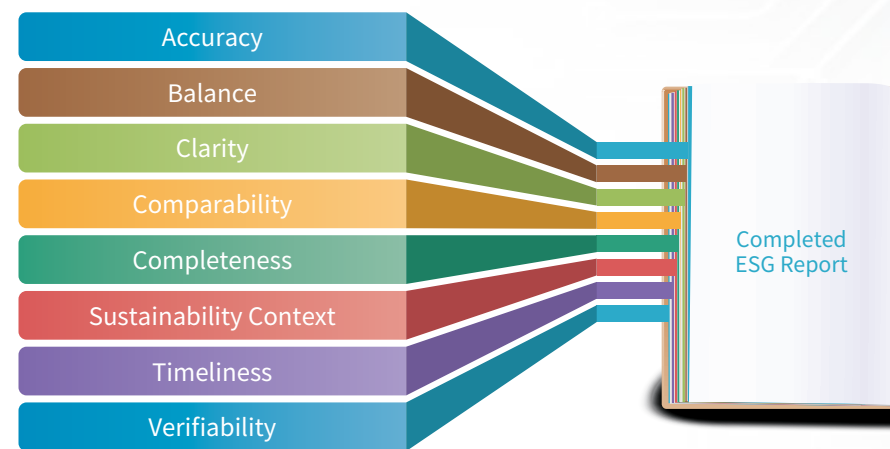 Accuracy
Balance
Clarity
Comparability
Completeness
Sustainability Context
Timeliness
Verifiability
Completed
ESG Report